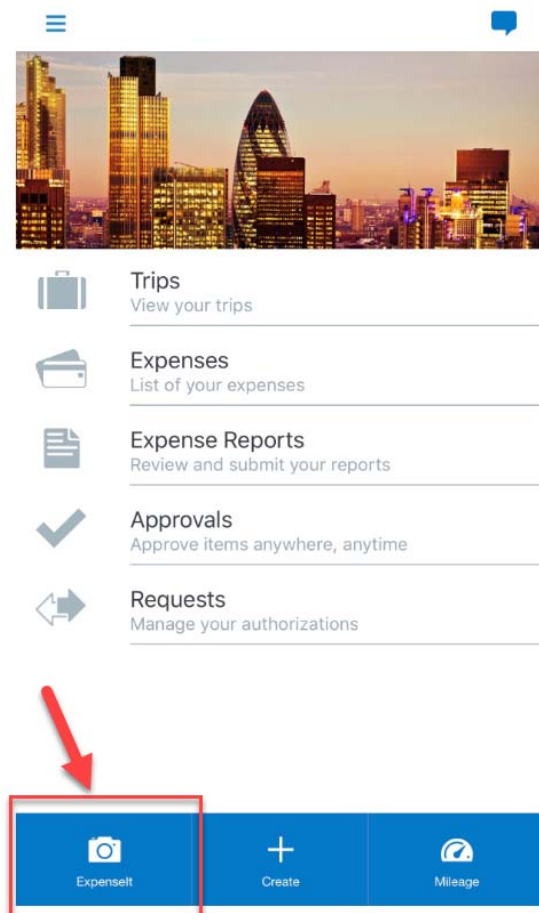 Trips
View your trips
Expenses
List of your expenses
Expense Reports
Review and submit your reports
Approvals
Approve items anywhere, anytime
Requests
Manage your authorizations
ExpenseIt
Create
Mileage